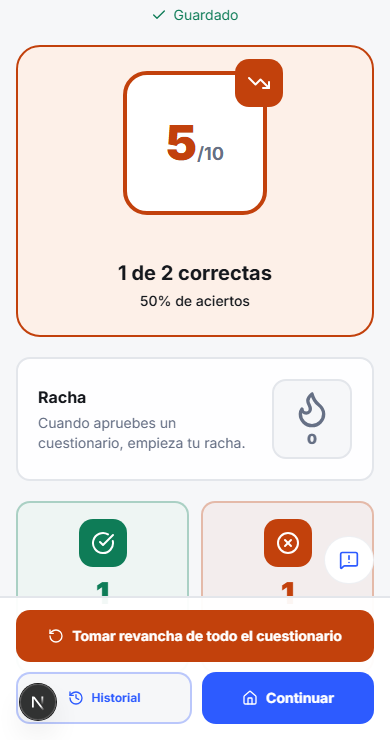 Guardado
5/10
1 de 2 correctas
50% de aciertos
Racha
Cuando apruebes un
cuestionario, empieza tu racha.
0
1
1
Tomar revancha de todo el cuestionario
N
Historial
Continuar